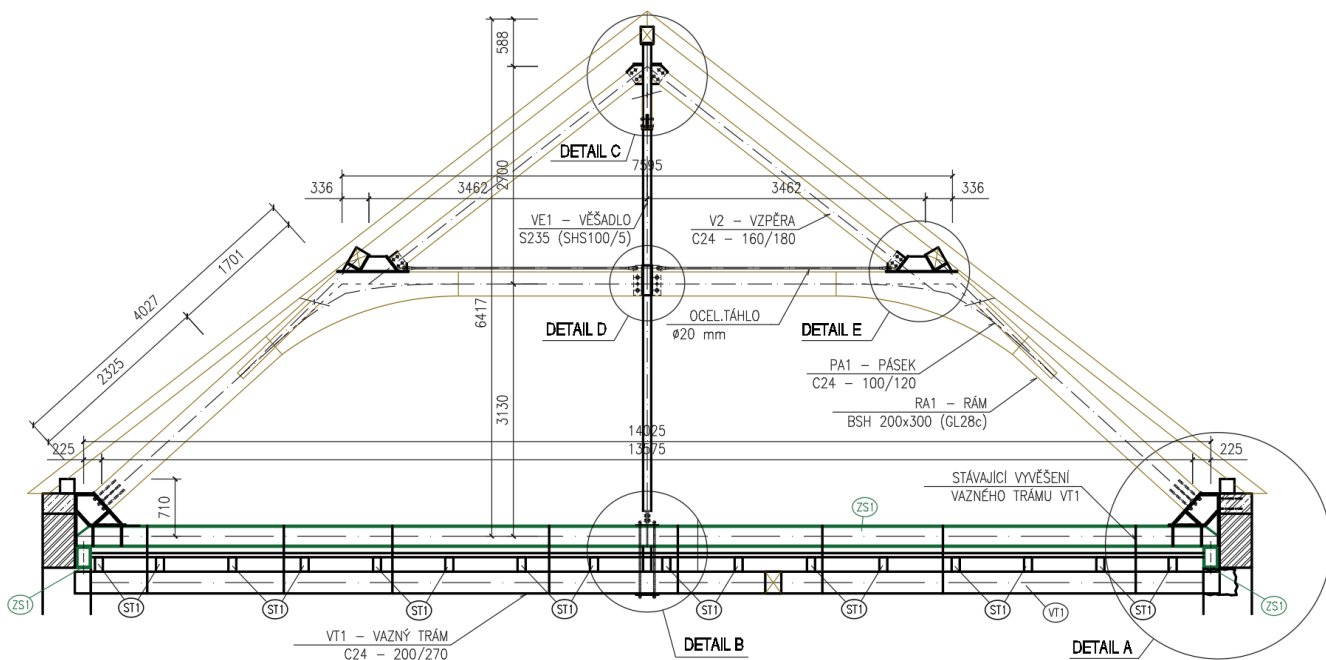 588
DETAIL C
2700
7595
336
3462
3462
336
VE1 – VĚŠADLO
S235 (SHS100/5)
V2 – VZPĚRA
C24 – 160/180
1701
4027
2325
6417
3130
DETAIL D
OCEL.TÁHLO
ø20 mm
DETAIL E
PA1 – PÁSEK
C24 – 100/120
RA1 – RÁM
BSH 200x300 (GL28c)
14025
225
13575
225
710
STÁVAJÍCÍ VYVĚŠENÍ
VAZNÉHO TRÁMU VT1
ZS1
ZS1
ST1
ST1
ST1
ST1
ST1
ST1
ST1
VT1
ST1
ZS1
VT1 – VAZNÝ TRÁM
C24 – 200/270
DETAIL B
DETAIL A